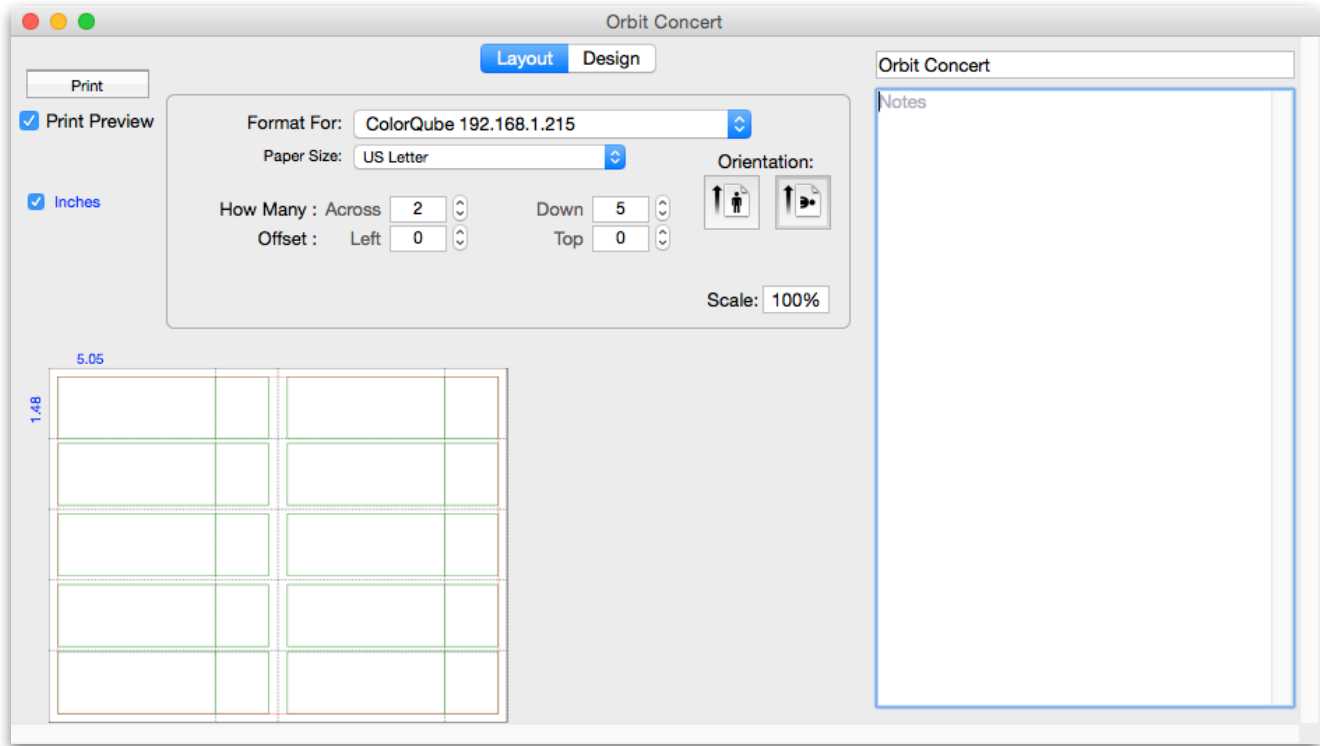 Orbit Concert
Layout Design
Print
Print Preview
Inches
Format For: ColorQube 192.168.1.215
Paper Size: US Letter
Orientation:
How Many : Across 2 Down 5
Offset : Left 0 Top 0
Scale: 100%
5.05
1.48
Orbit Concert
Notes